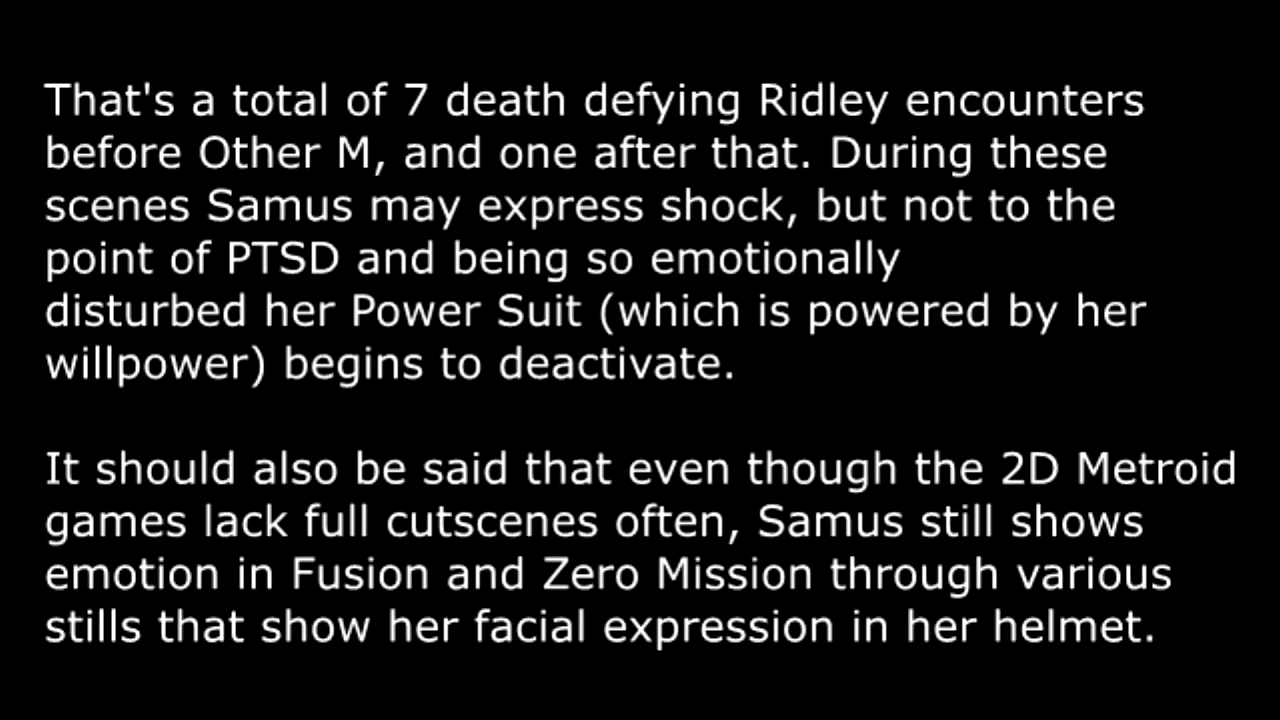 That's a total of 7 death defying Ridley encounters
before Other M, and one after that. During these
scenes Samus may express shock, but not to the
point of PTSD and being so emotionally
disturbed her Power Suit (which is powered by her
willpower) begins to deactivate.
It should also be said that even though the 2D Metroid
games lack full cutscenes often, Samus still shows
emotion in Fusion and Zero Mission through various
stills that show her facial expression in her helmet.